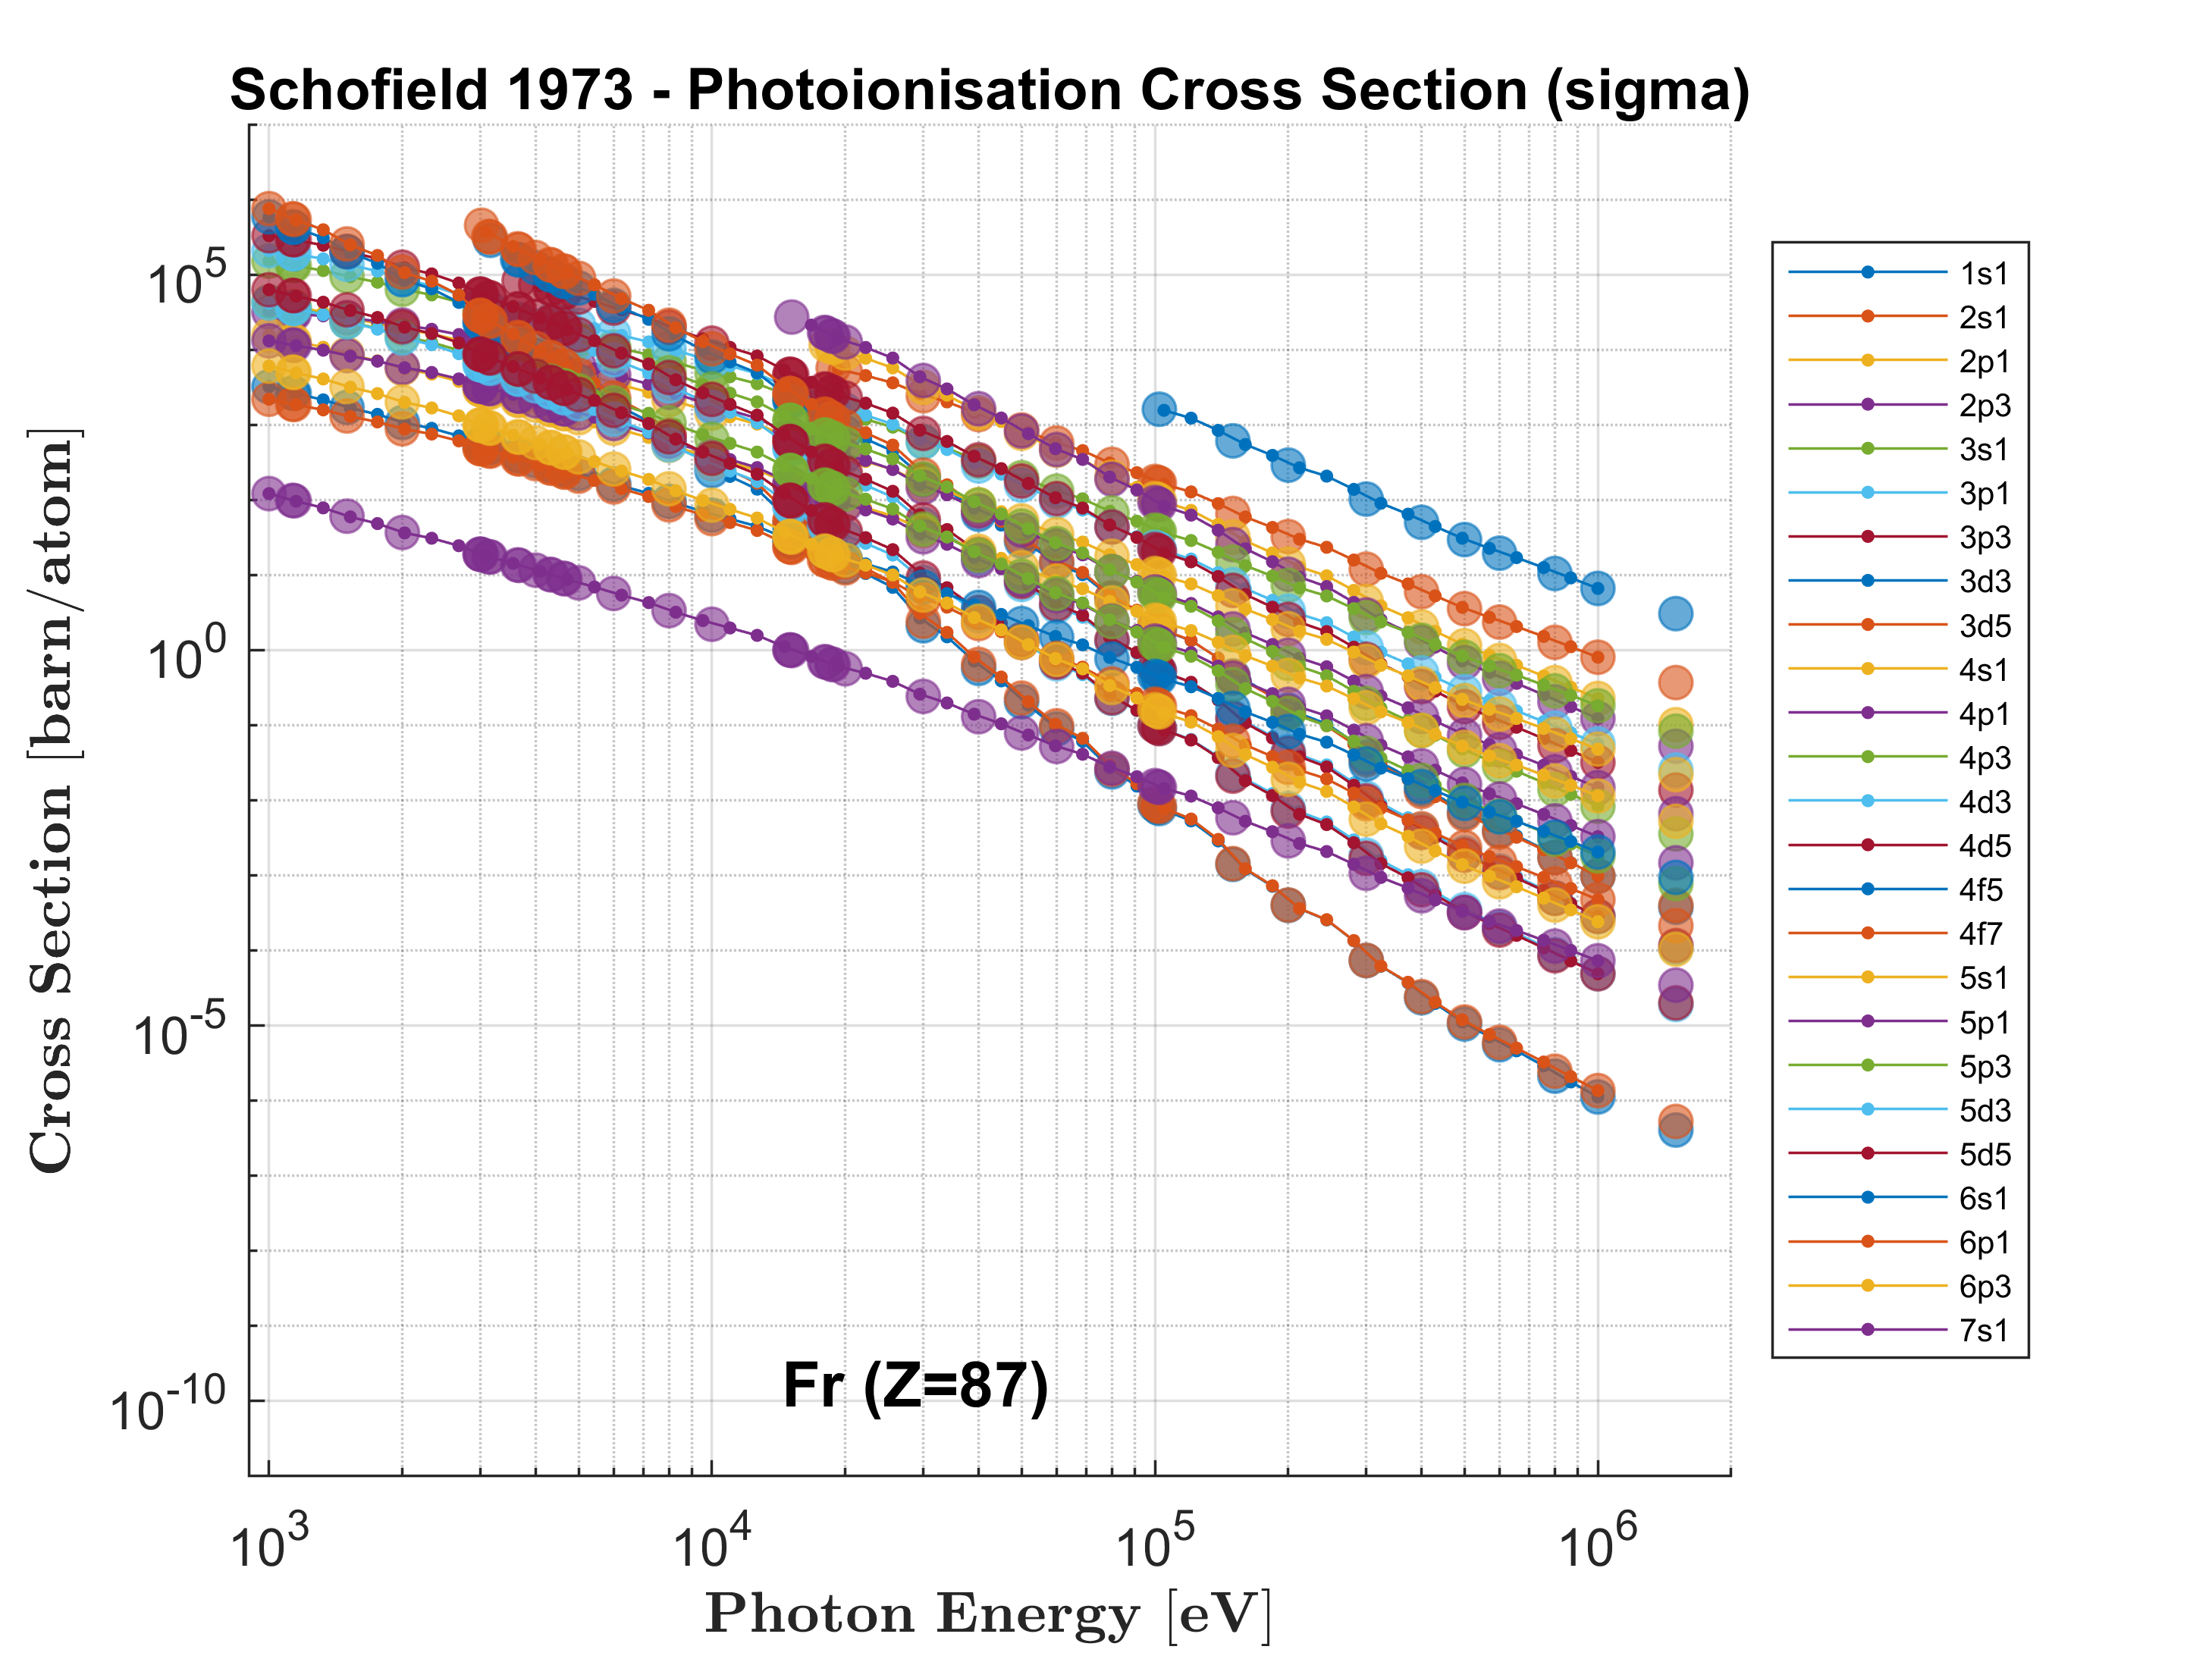 Schofield 1973 - Photoionisation Cross Section (sigma)
Cross Section [barn/atom]
10^5
10^0
10^-5
10^-10
10^3
10^4
10^5
10^6
Photon Energy [eV]
Fr (Z=87)
1s1
2s1
2p1
2p3
3s1
3p1
3p3
3d3
3d5
4s1
4p1
4p3
4d3
4d5
4f5
4f7
5s1
5p1
5p3
5d3
5d5
6s1
6p1
6p3
7s1